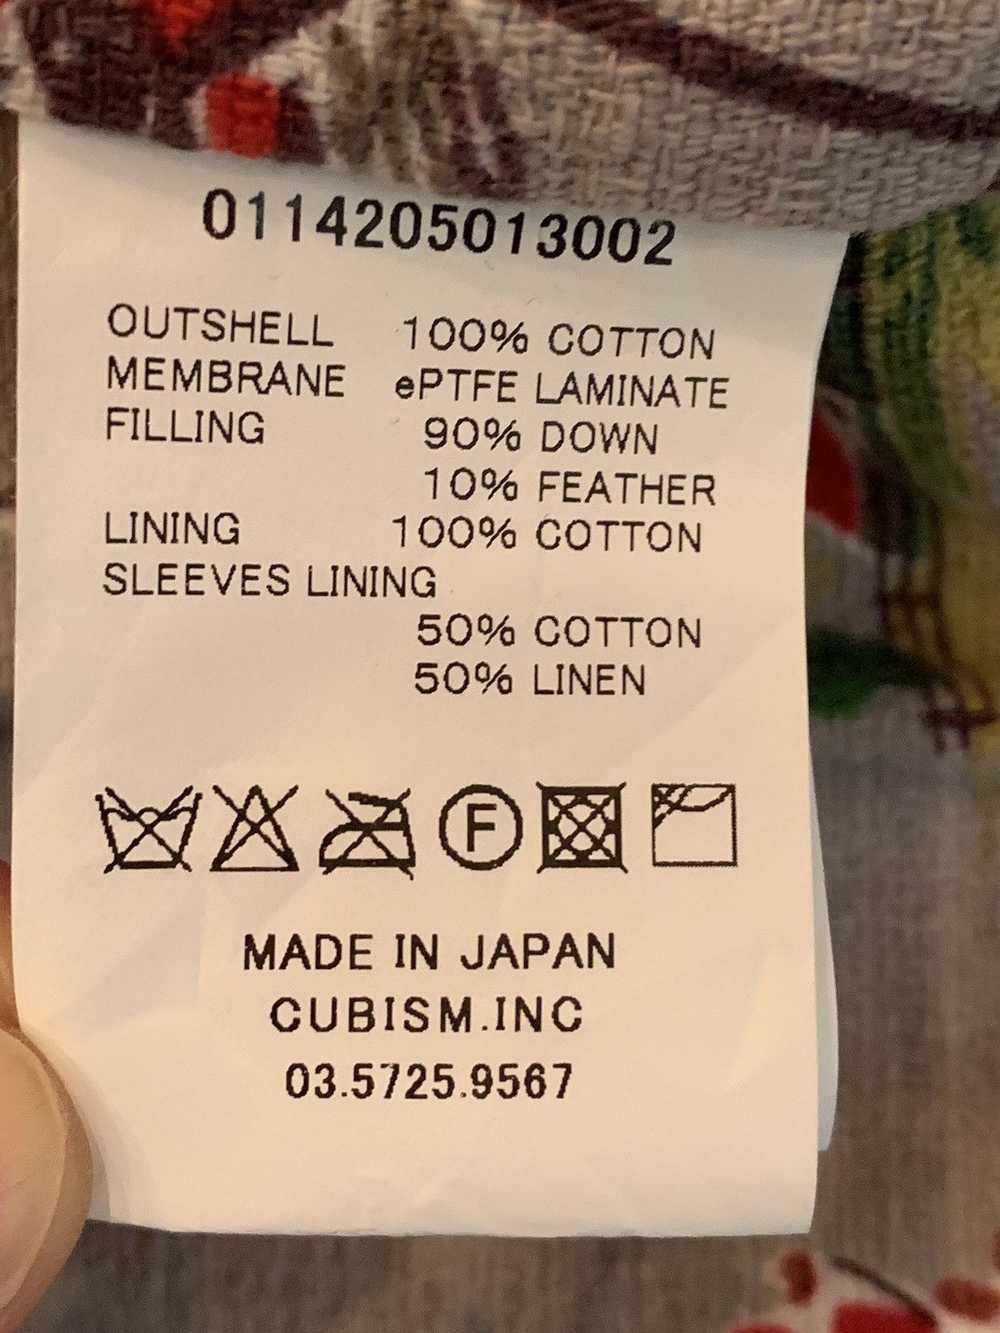 0114205013002
OUTSHELL 100% COTTON
MEMBRANE ePTFE LAMINATE
FILLING 90% DOWN
10% FEATHER
LINING 100% COTTON
SLEEVES LINING
50% COTTON
50% LINEN
F
MADE IN JAPAN
CUBISM.INC
03.5725.9567